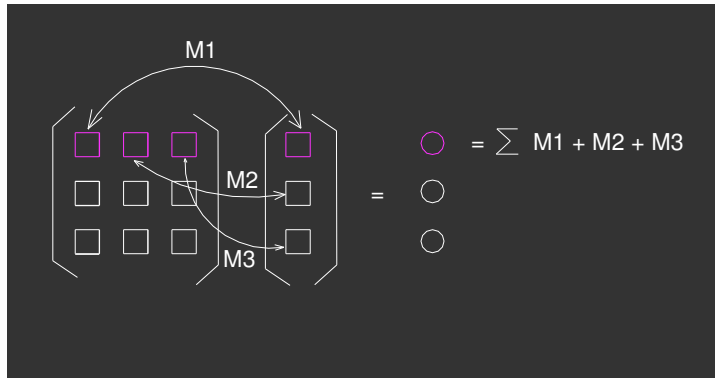 M1
= ∑ M1 + M2 + M3
M2
=
M3